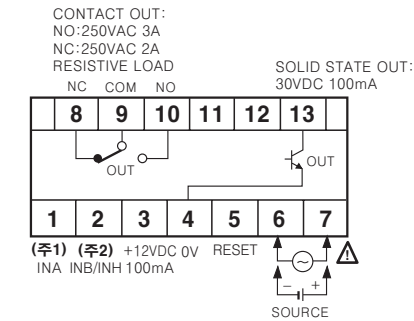 CONTACT OUT:
NO:250VAC 3A
NC:250VAC 2A
RESISTIVE LOAD
SOLID STATE OUT:
30VDC 100mA
NC COM NO
8 9 10 11 12 13
OUT
OUT
1 2 3 4 5 6 7
(주1) (주2) +12VDC 0V RESET
INA INB/INH 100mA
− +
SOURCE